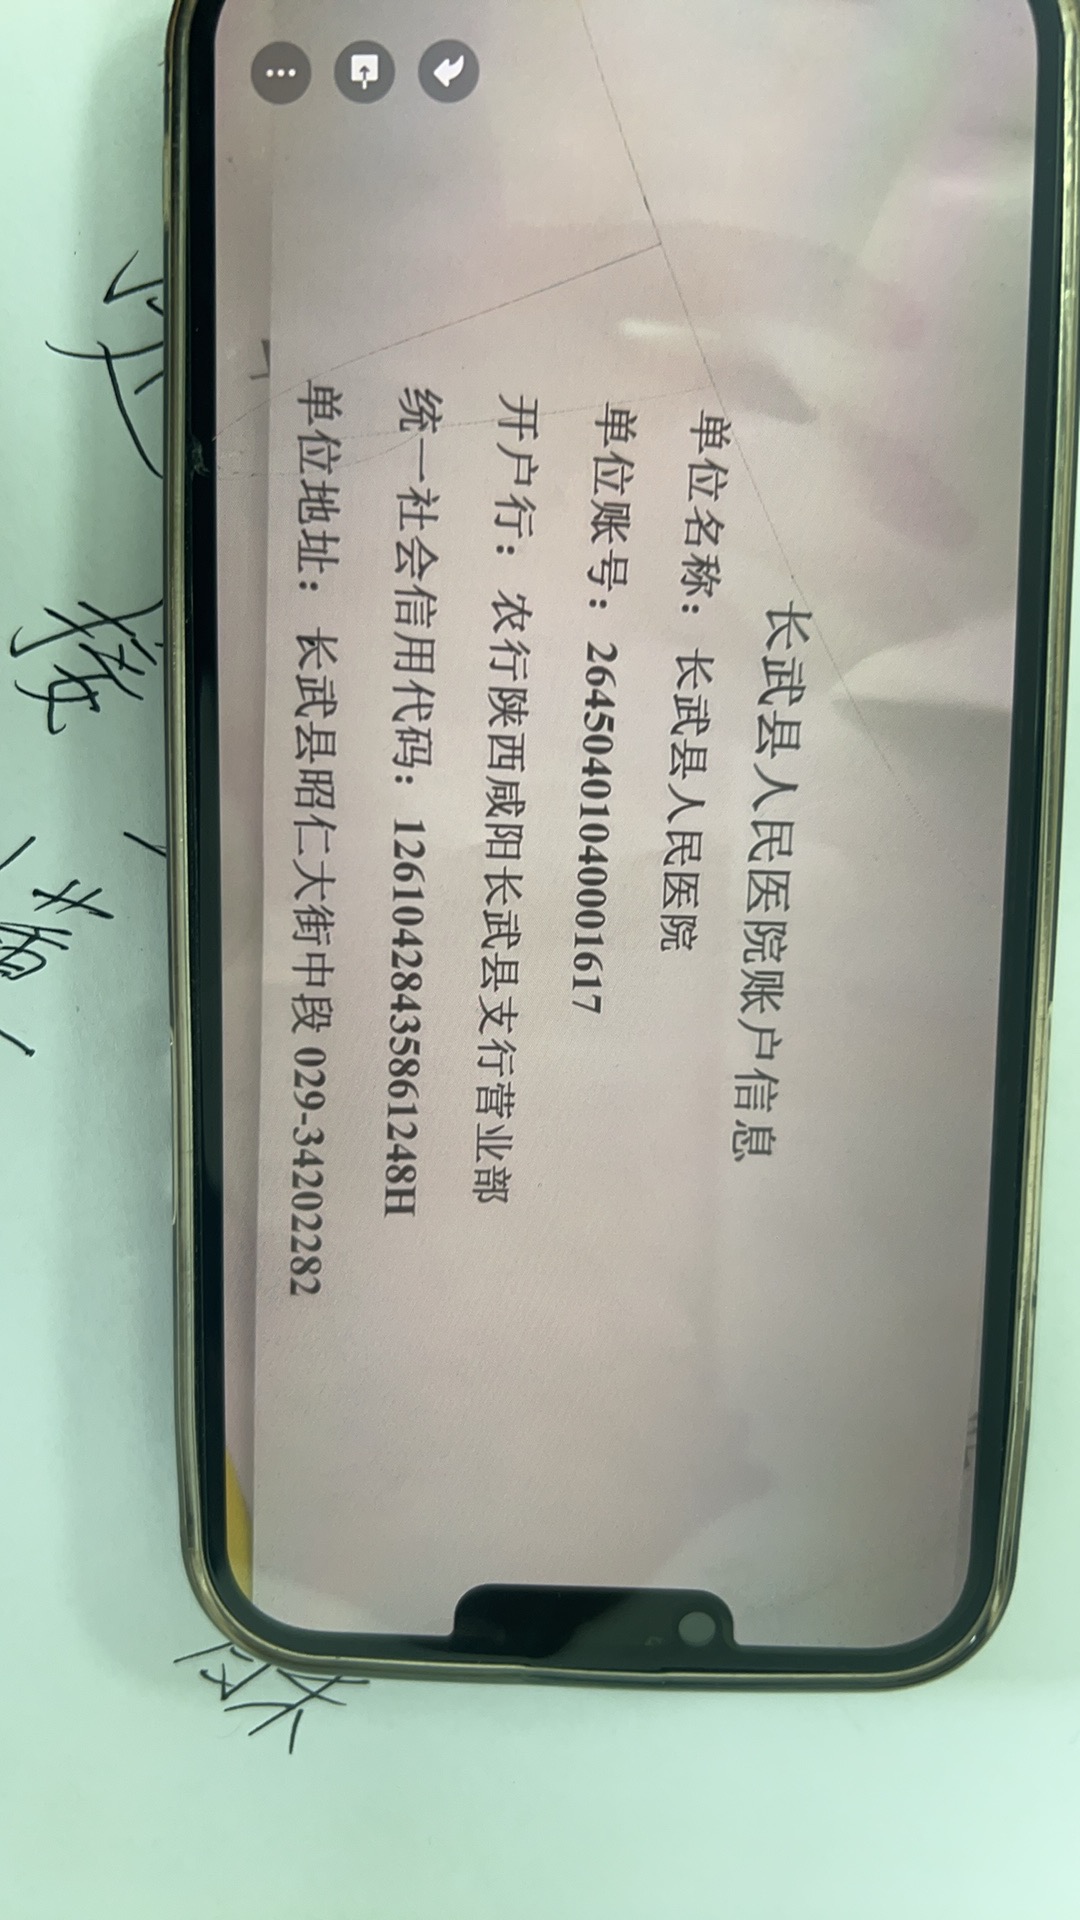 长武县人民医院账户信息
单位名称：长武县人民医院
单位账号：26450401040001617
开户行：农行陕西咸阳长武县支行营业部
统一社会信用代码：12610428435861248H
单位地址：长武县昭仁大街中段 029-34202282